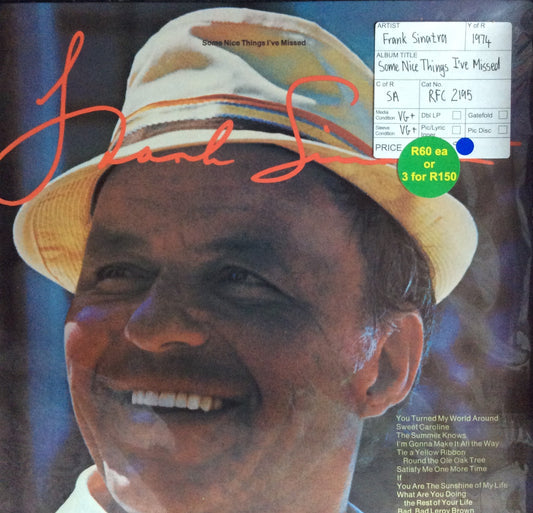 Some Nice Things I've Missed
Frank Sina
ARTIST
Y of R
Frank Sinatra
1974
ALBUM TITLE
Some Nice Things I've Missed
C of R
Cat No.
SA
RFC 2195
Media Condition
VG+
Dbl LP
Gatefold
Sleeve Condition
VG+
Pic/Lyric Inner
Pic Disc
PRICE
R60 ea
or
3 for R150
You Turned My World Around
Sweet Caroline
The Summer Knows
I'm Gonna Make It All the Way
Tie a Yellow Ribbon
Round the Ole Oak Tree
Satisfy Me One More Time
If
You Are The Sunshine of My Life
What Are You Doing
the Rest of Your Life
Bad, Bad Leroy Brown